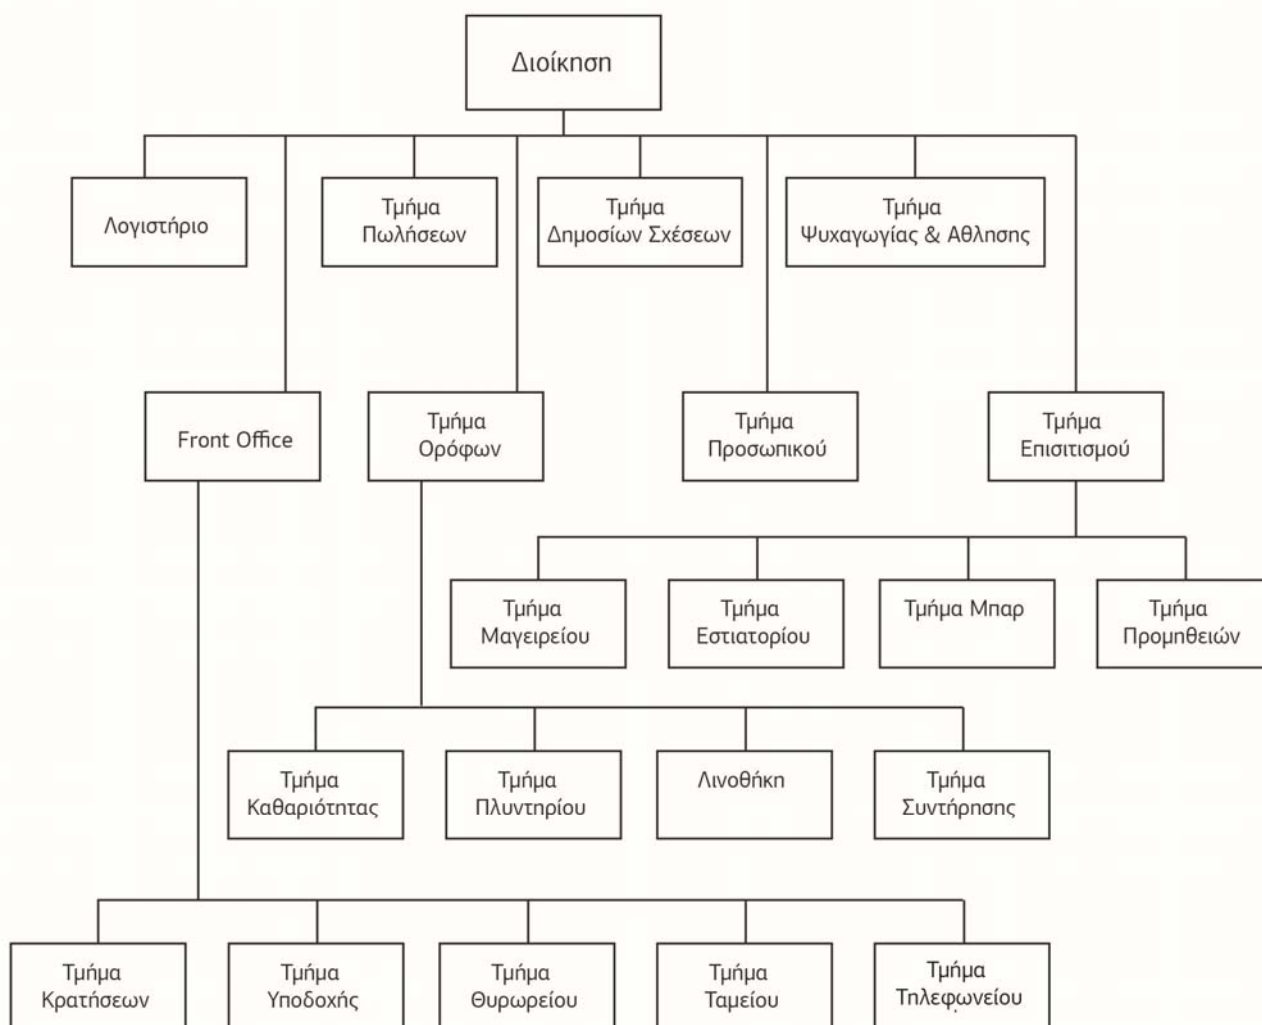 Διοίκηση
Λογιστήριο
Τμήμα
Πωλήσεων
Τμήμα
Δημοσίων Σχέσεων
Τμήμα
Ψυχαγωγίας & Αθλησης
Front Office
Τμήμα
Ορόφων
Τμήμα
Προσωπικού
Τμήμα
Επισιτισμού
Τμήμα
Μαγειρείου
Τμήμα
Εστιατορίου
Τμήμα Μπαρ
Τμήμα
Προμηθειών
Τμήμα
Καθαριότητας
Τμήμα
Πλυντηρίου
Λινοθήκη
Τμήμα
Συντήρησης
Τμήμα
Κρατήσεων
Τμήμα
Υποδοχής
Τμήμα
Θυρωρείου
Τμήμα
Ταμείου
Τμήμα
Τηλεφωνείου